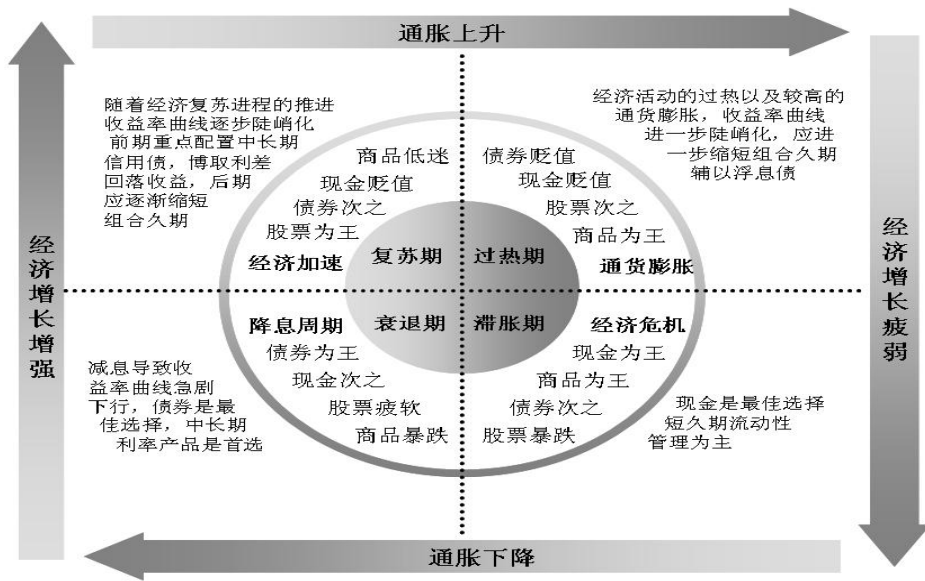 通胀上升
随着经济复苏进程的推进
收益率曲线逐步陡峭化
前期重点配置中长期
信用债，博取利差
回落收益，后期
应逐渐缩短
组合久期
经济活动的过热以及较高的
通货膨胀，收益率曲线
进一步陡峭化，应进
一步缩短组合久期
辅以浮息债
商品低迷
现金贬值
债券次之
股票为王
经济加速
复苏期
债券贬值
现金贬值
股票次之
商品为王
过热期
通货膨胀
经济增长增强
经济增长疲弱
降息周期
衰退期
债券为王
现金次之
股票疲软
商品暴跌
滞胀期
经济危机
现金为王
商品为王
债券次之
股票暴跌
减息导致收
益率曲线急剧
下行，债券是最
佳选择，中长期
利率产品是首选
现金是最佳选择
短久期流动性
管理为主
通胀下降